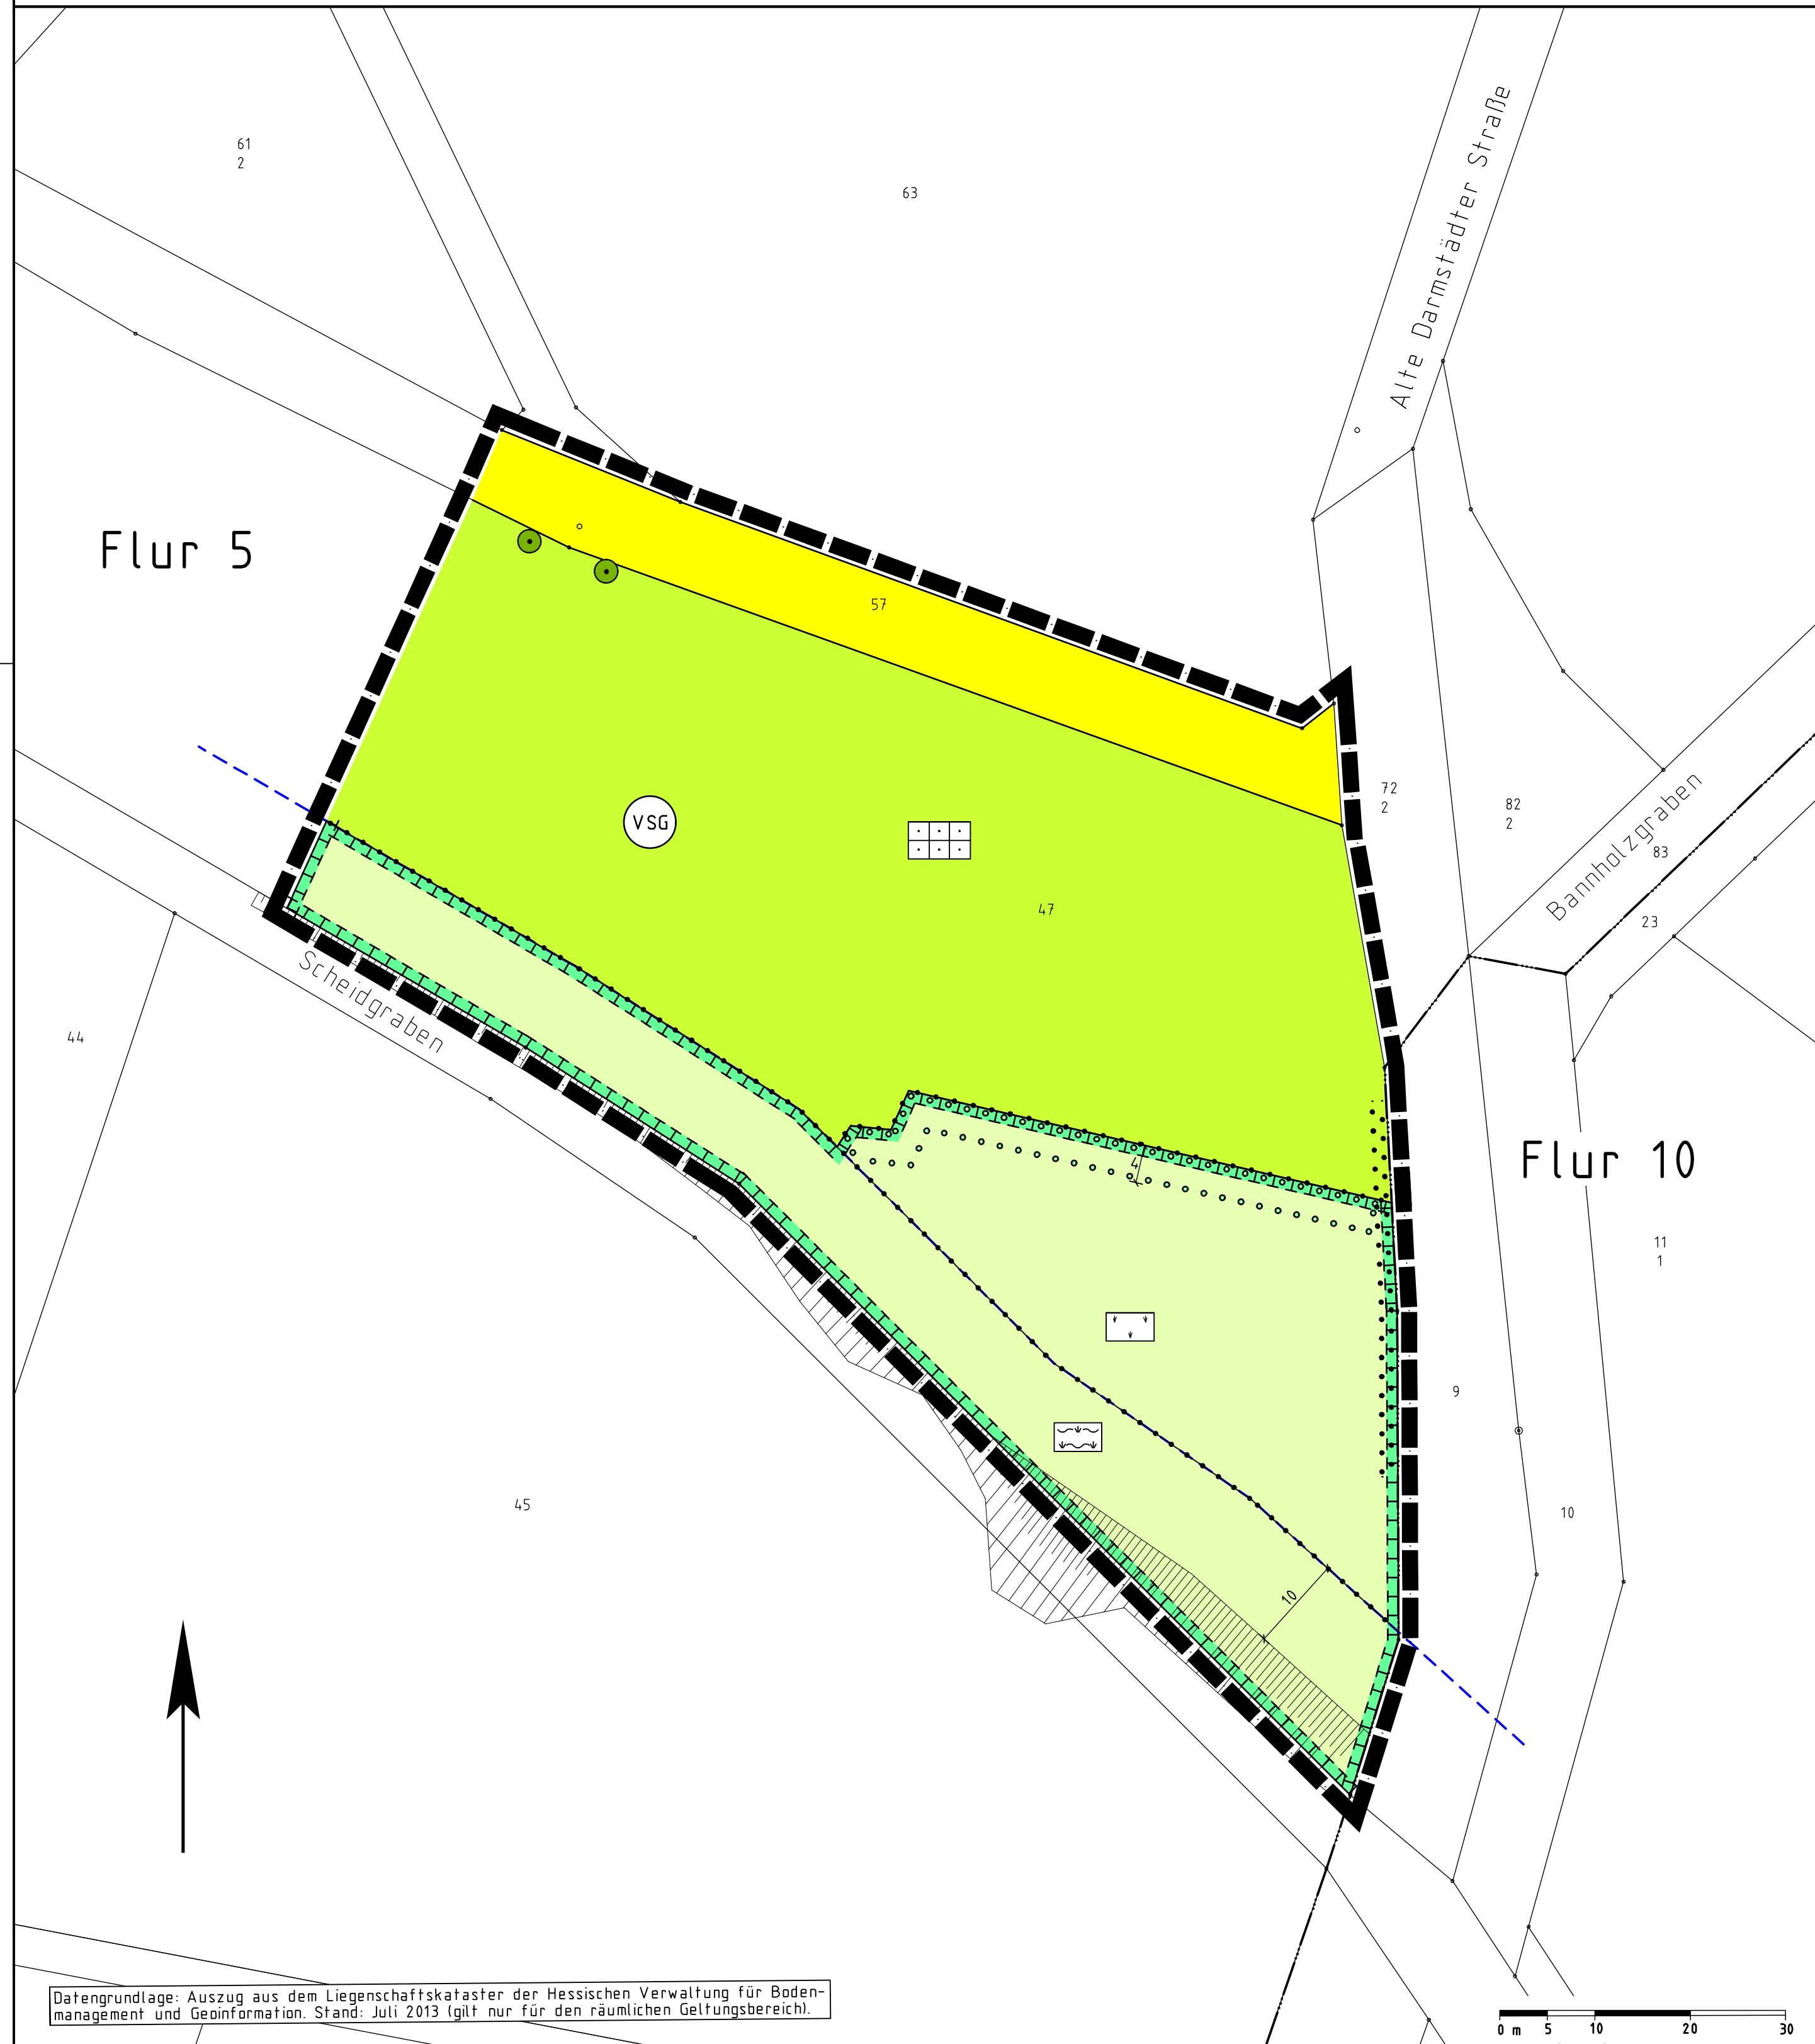 61
2
63
Alte Darmstädter Straße
Flur 5
57
72
2
82
2
VSG
83
Bannholzgraben
47
23
Scheidgraben
44
Flur 10
4
11
1
9
45
10
10
Datengrundlage: Auszug aus dem Liegenschaftskataster der Hessischen Verwaltung für Boden-
management und Geoinformation. Stand: Juli 2013 (gilt nur für den räumlichen Geltungsbereich).
0 m 5 10 20 30